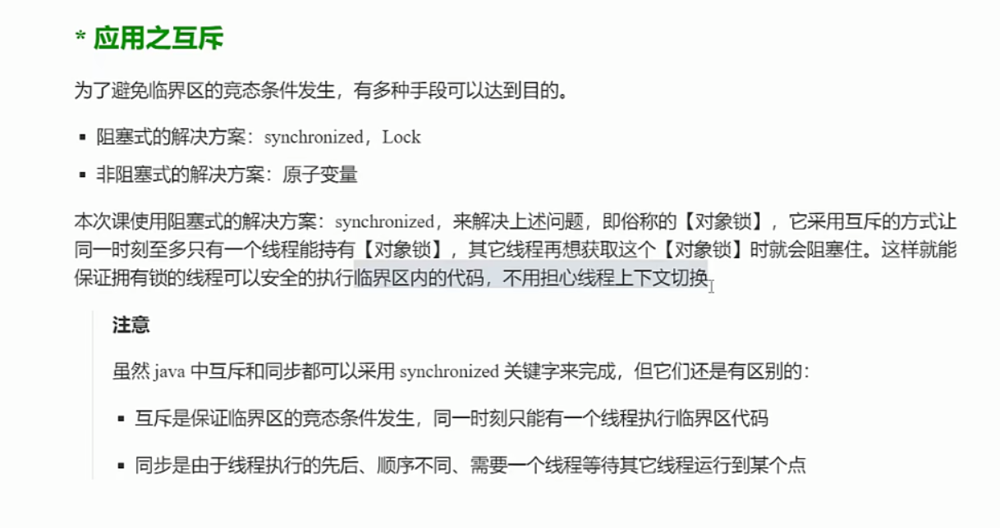 * 应用之互斥
为了避免临界区的竞态条件发生，有多种手段可以达到目的。
▪ 阻塞式的解决方案：synchronized，Lock
▪ 非阻塞式的解决方案：原子变量
本次课使用阻塞式的解决方案：synchronized，来解决上述问题，即俗称的【对象锁】，它采用互斥的方式让
同一时刻至多只有一个线程能持有【对象锁】，其它线程再想获取这个【对象锁】时就会阻塞住。这样就能
保证拥有锁的线程可以安全的执行临界区内的代码，不用担心线程上下文切换
注意
虽然 java 中互斥和同步都可以采用 synchronized 关键字来完成，但它们还是有区别的：
▪ 互斥是保证临界区的竞态条件发生，同一时刻只能有一个线程执行临界区代码
▪ 同步是由于线程执行的先后、顺序不同、需要一个线程等待其它线程运行到某个点